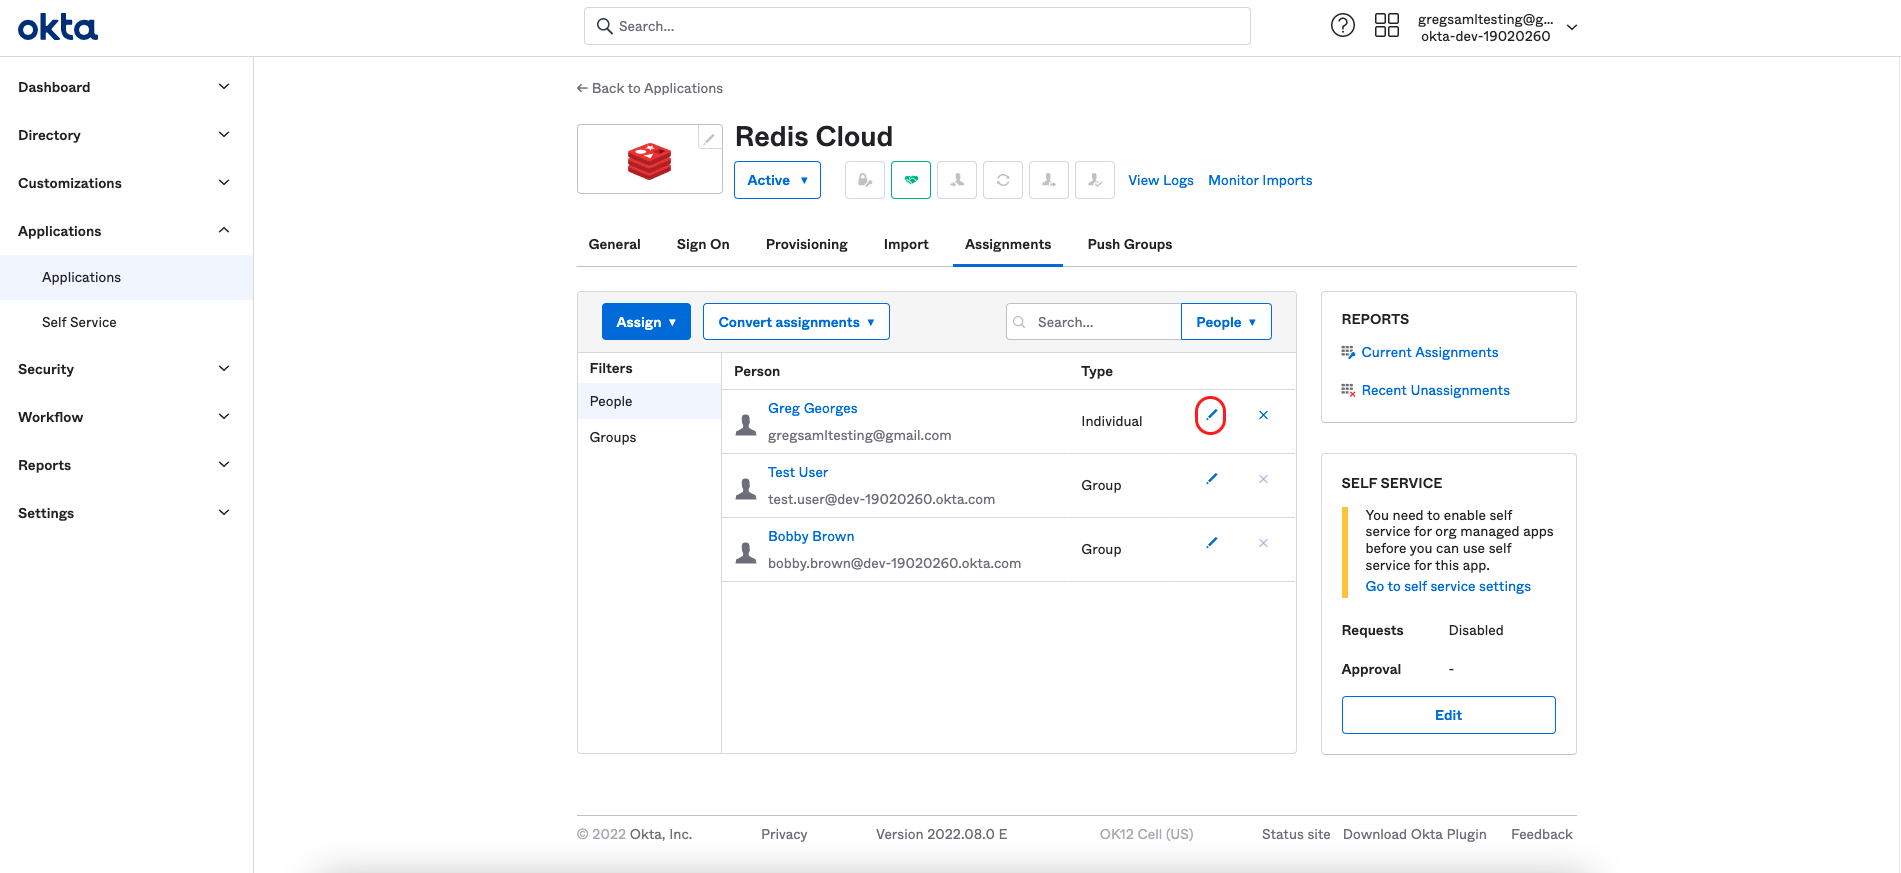 okta
Search...
gregsamltesting@g...
okta-dev-19020260
Dashboard
Directory
Customizations
Applications
Applications
Self Service
Security
Workflow
Reports
Settings
← Back to Applications
Redis Cloud
Active ▼
View Logs
Monitor Imports
General
Sign On
Provisioning
Import
Assignments
Push Groups
Assign ▼
Convert assignments ▼
Search...
People ▼
Filters
People
Groups
Person
Type
Greg Georges
gregsamltesting@gmail.com
Individual
Test User
test.user@dev-19020260.okta.com
Group
Bobby Brown
bobby.brown@dev-19020260.okta.com
Group
REPORTS
Current Assignments
Recent Unassignments
SELF SERVICE
You need to enable self
service for org managed apps
before you can use self
service for this app.
Go to self service settings
Requests Disabled
Approval -
Edit
© 2022 Okta, Inc.
Privacy
Version 2022.08.0 E
OK12 Cell (US)
Status site
Download Okta Plugin
Feedback